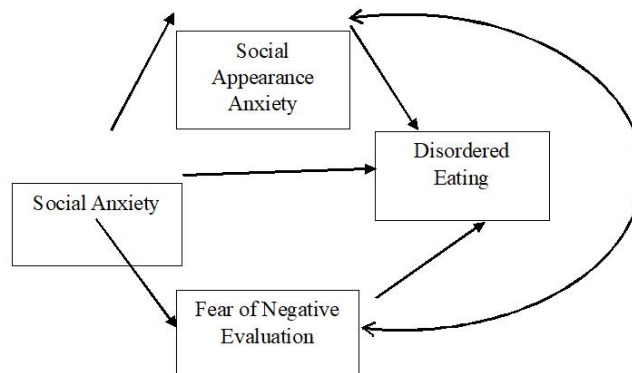 Social
Appearance
Anxiety
Disordered
Eating
Social Anxiety
Fear of Negative
Evaluation